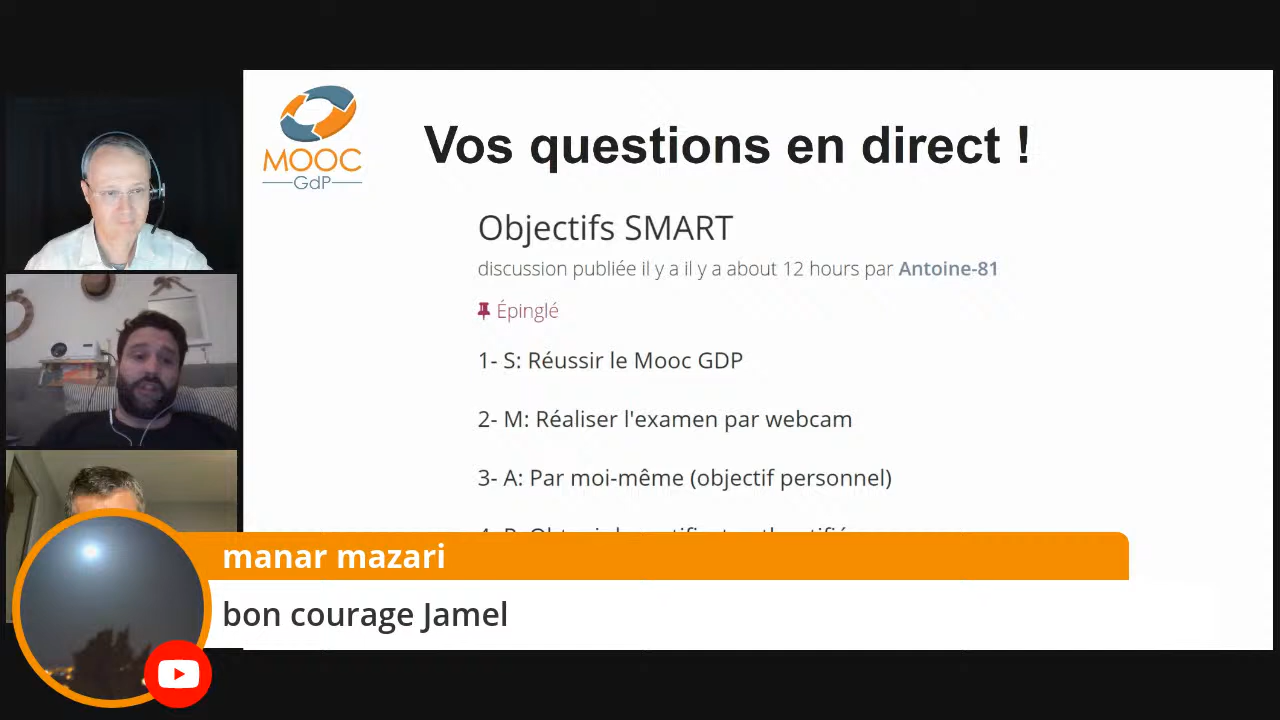 MOOC
GdP
Vos questions en direct !
Objectifs SMART
discussion publiée il y a il y a about 12 hours par Antoine-81
Épinglé
1- S: Réussir le Mooc GDP
2- M: Réaliser l'examen par webcam
3- A: Par moi-même (objectif personnel)
manar mazari
bon courage Jamel